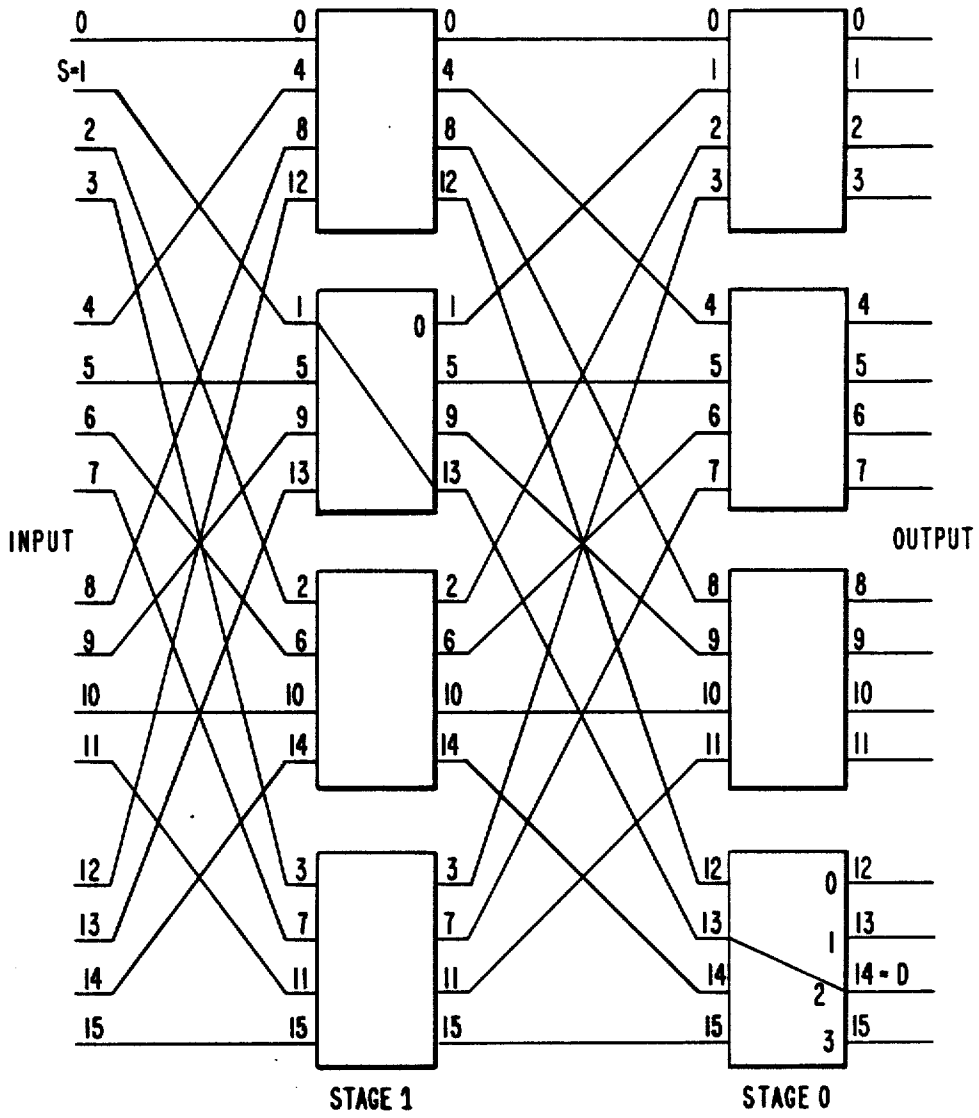 0 0 0 0 0
S=1 4 4 1 1
2 8 8 2 2
3 12 12 3 3
4 1 0 1 4 4
5 5 5 5 5
6 9 9 6 6
7 13 13 7 7
INPUT OUTPUT
8 2 2 8 8
9 6 6 9 9
10 10 10 10 10
11 14 14 11 11
12 3 3 12 0 12
13 7 7 13 1 13
14 11 11 14 2 14 = D
15 15 15 15 3 15
STAGE 1 STAGE 0